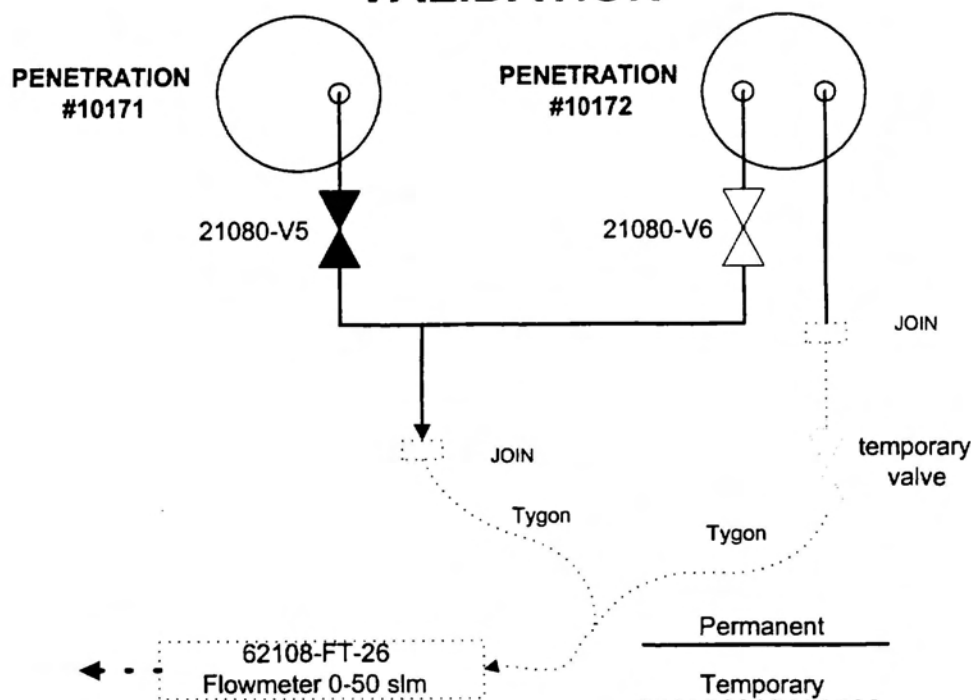 PENETRATION
#10171
PENETRATION
#10172
21080-V5
21080-V6
JOIN
JOIN
temporary
valve
Tygon
Tygon
Permanent
62108-FT-26
Flowmeter 0-50 slm
Temporary